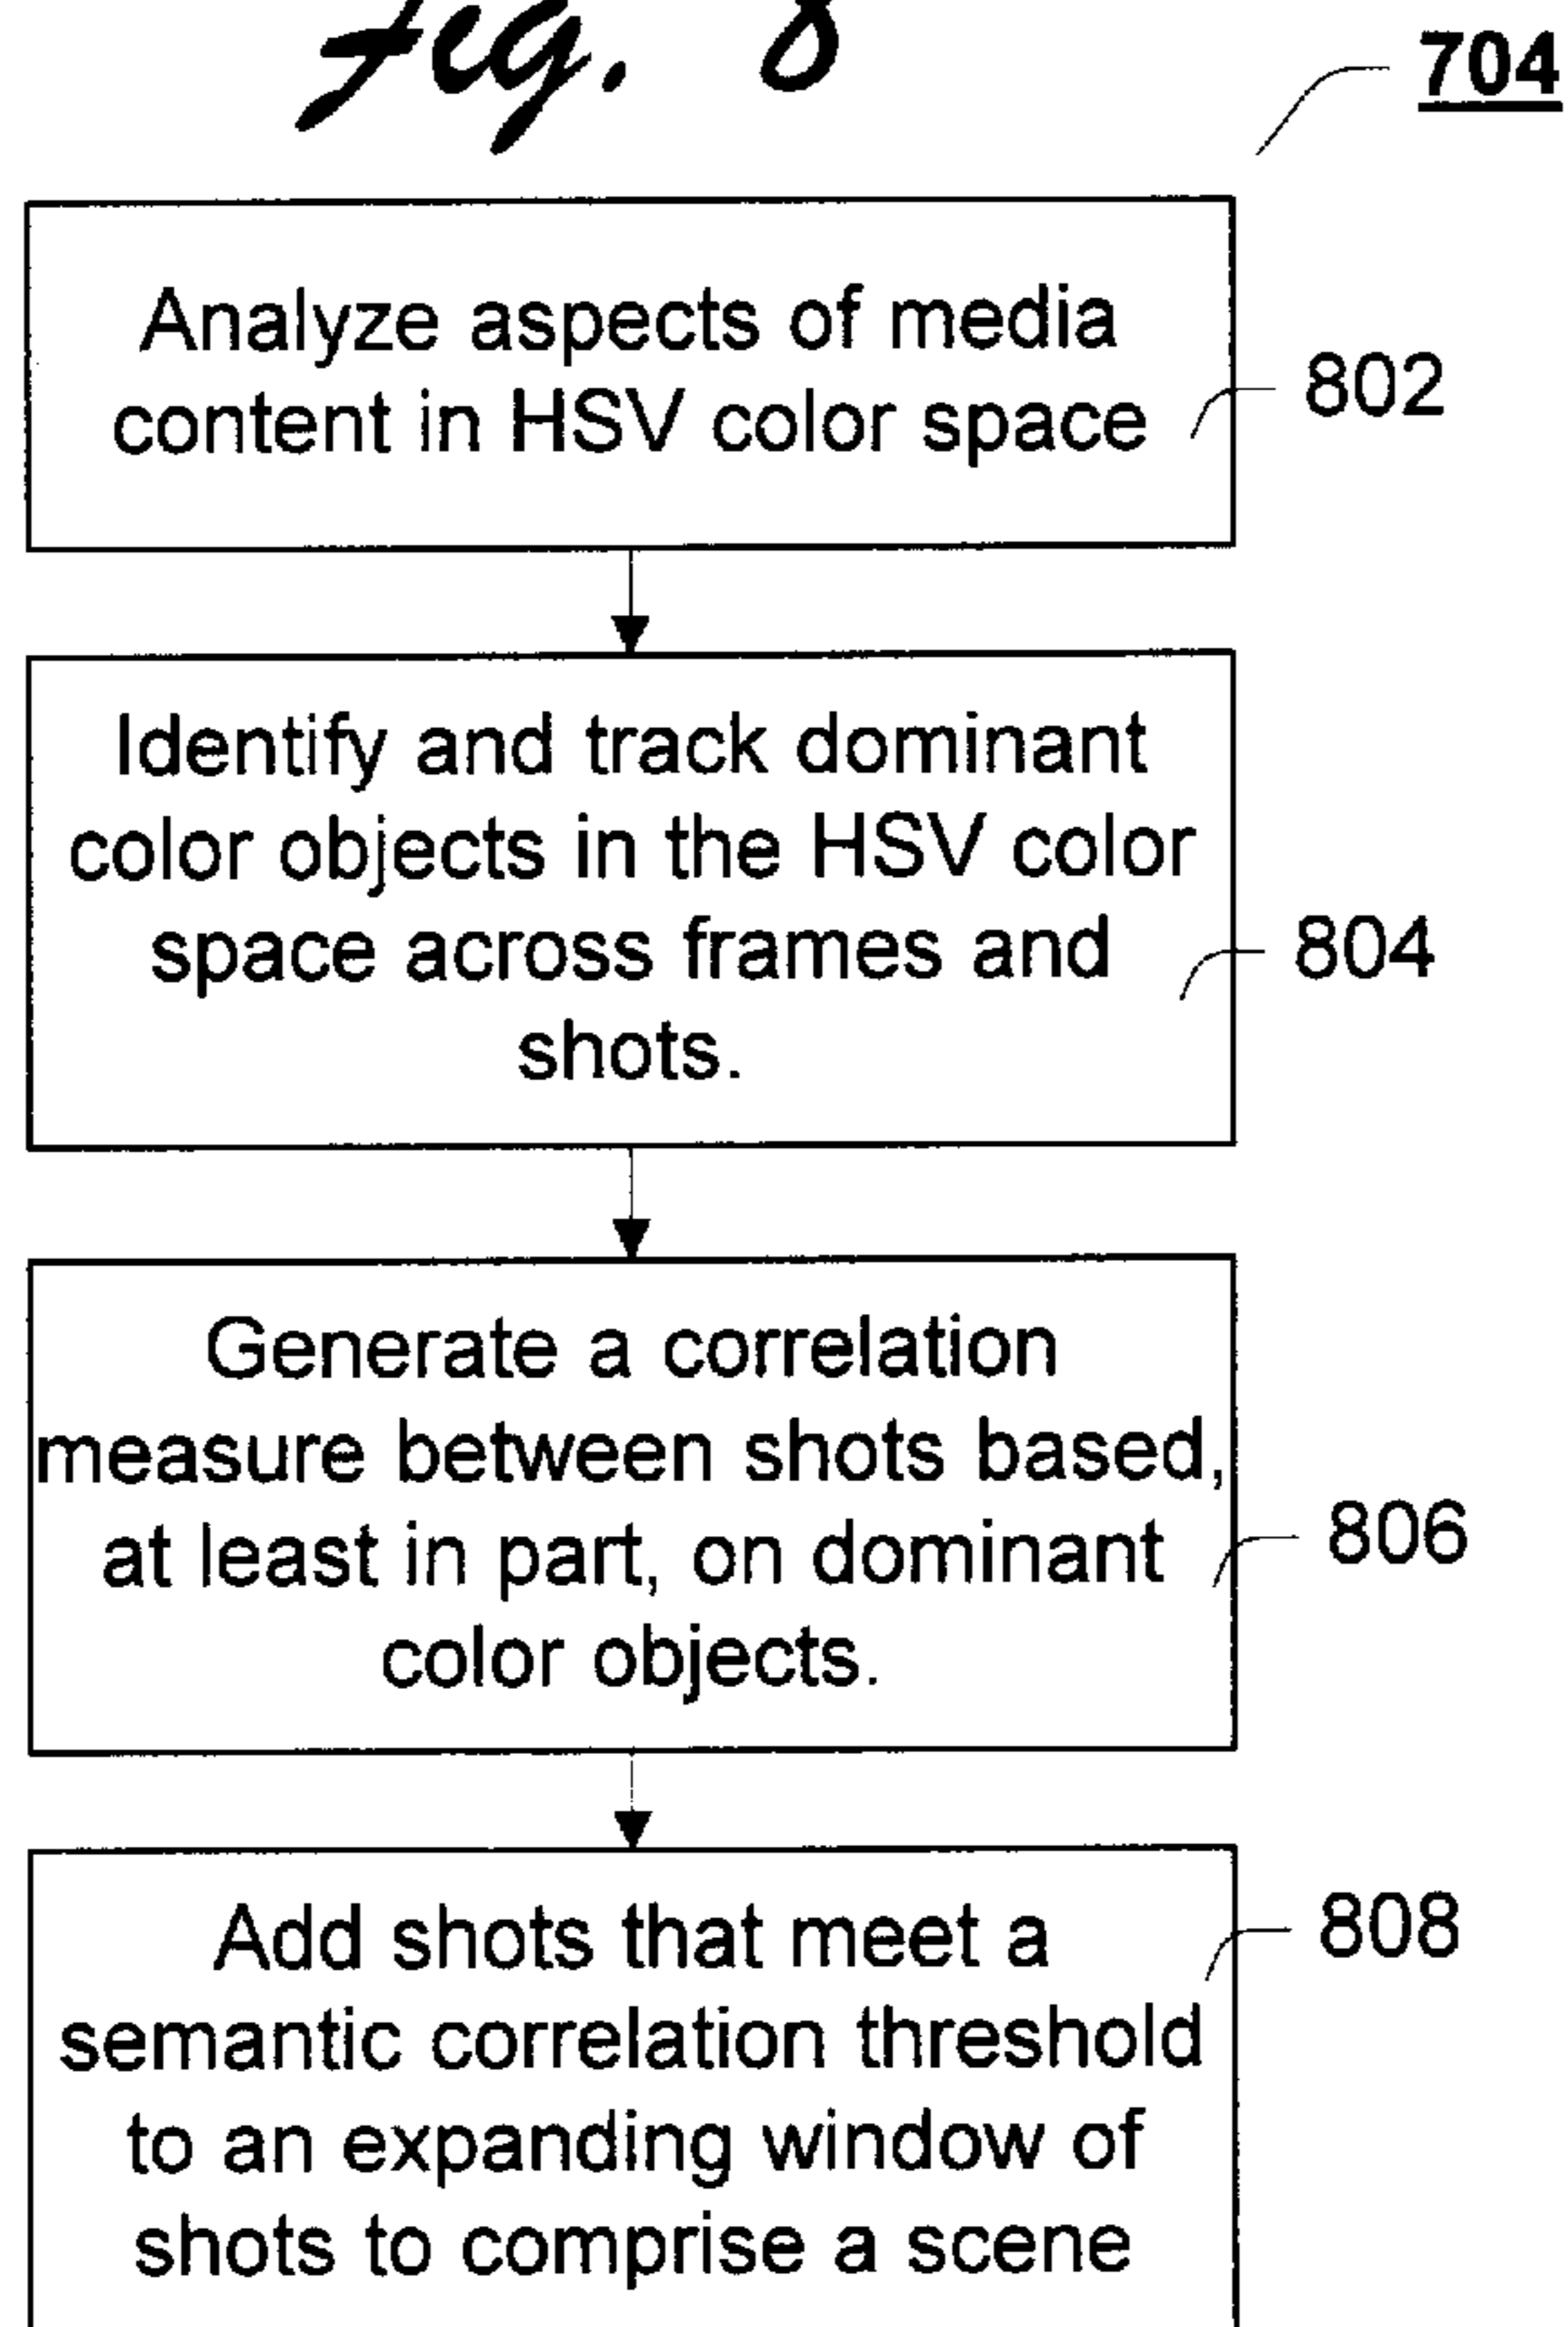 Fig. 8
704
Analyze aspects of media
content in HSV color space
802
Identify and track dominant
color objects in the HSV color
space across frames and
shots.
804
Generate a correlation
measure between shots based,
at least in part, on dominant
color objects.
806
Add shots that meet a
semantic correlation threshold
to an expanding window of
shots to comprise a scene
808